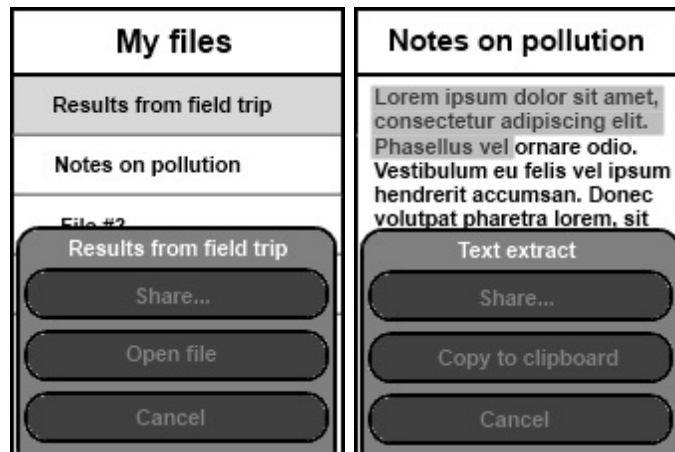 My files
Results from field trip
Notes on pollution
File #3
Results from field trip
Share...
Open file
Cancel
Notes on pollution
Lorem ipsum dolor sit amet,
consectetur adipiscing elit.
Phasellus vel ornare odio.
Vestibulum eu felis vel ipsum
hendrerit accumsan. Donec
volutpat pharetra lorem, sit
Text extract
Share...
Copy to clipboard
Cancel